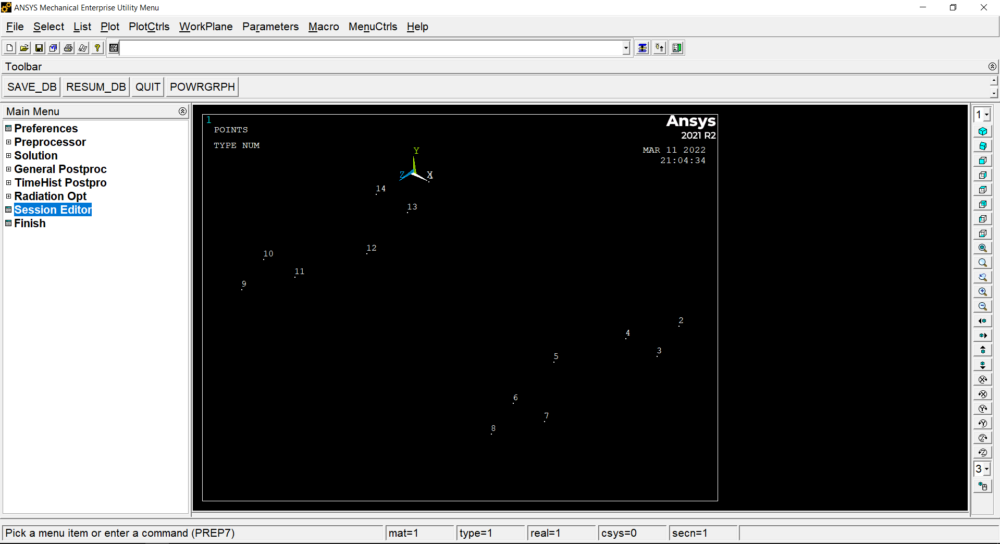 ANSYS Mechanical Enterprise Utility Menu
File Select List Plot PlotCtrls WorkPlane Parameters Macro MenuCtrls Help
Toolbar
SAVE_DB RESUM_DB QUIT POWRGRPH
Main Menu
Preferences
Preprocessor
Solution
General Postproc
TimeHist Postpro
Radiation Opt
Session Editor
Finish
1
POINTS
TYPE NUM
Ansys
2021 R2
MAR 11 2022
21:04:34
Y
Z
X
1
14
13
12
10
11
9
2
4
3
5
6
7
8
1
3
Pick a menu item or enter a command (PREP7) mat=1 type=1 real=1 csys=0 secn=1